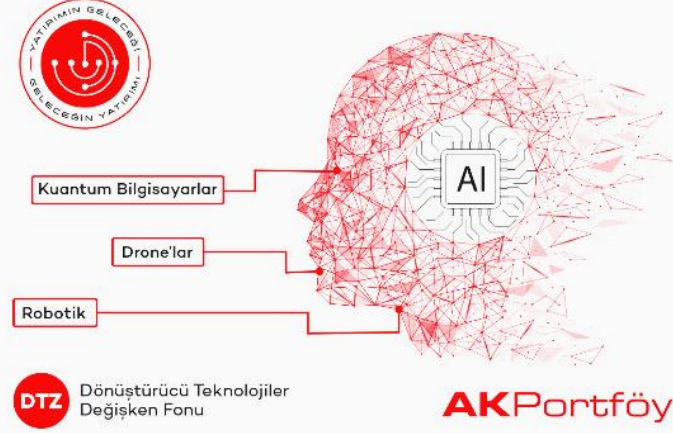 YATIRIMIN GELECEĞİ
GELECEĞİN YATIRIMI
AI
Kuantum Bilgisayarlar
Drone'lar
Robotik
DTZ
Dönüştürücü Teknolojiler
Değişken Fonu
AKPortföy